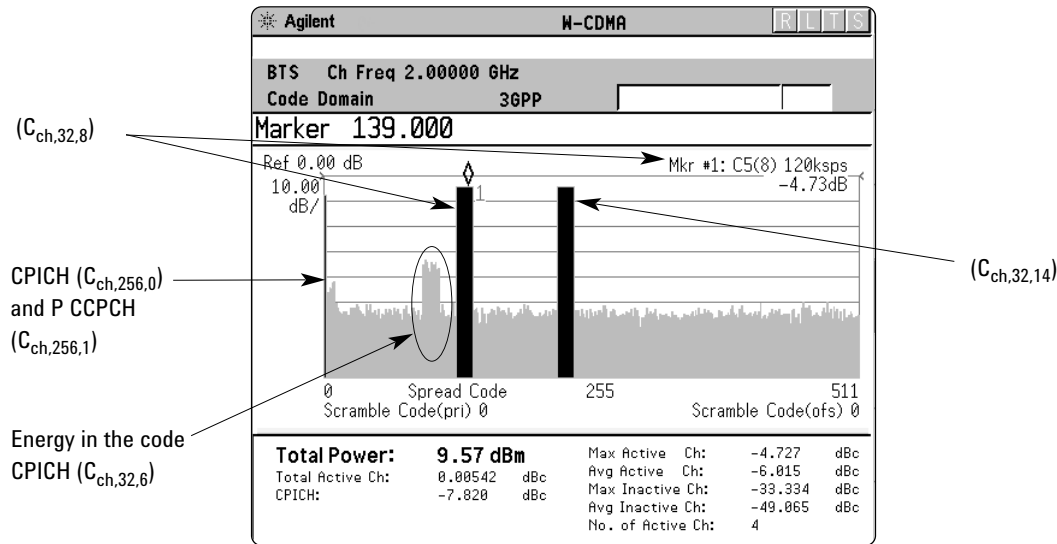 Agilent W-CDMA R L T S
BTS Ch Freq 2.00000 GHz
Code Domain 3GPP
Marker 139.000
(Cch,32,8)
Ref 0.00 dB Mkr #1: C5(8) 120ksps
10.00 -4.73dB
dB/
1
(Cch,32,14)
CPICH (Cch,256,0)
and P CCPCH
(Cch,256,1)
0 Spread Code 255 511
Scramble Code(pri) 0 Scramble Code(ofs) 0
Energy in the code
CPICH (Cch,32,6)
Total Power: 9.57 dBm
Total Active Ch: 0.00542 dBc
CPICH: -7.820 dBc
Max Active Ch: -4.727 dBc
Avg Active Ch: -6.015 dBc
Max Inactive Ch: -33.334 dBc
Avg Inactive Ch: -49.065 dBc
No. of Active Ch: 4